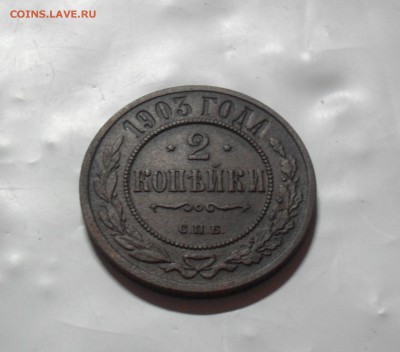 COINS.LAVE.RU
1903 ГОДА
2
КОПѢЙКИ
С.П.Б.